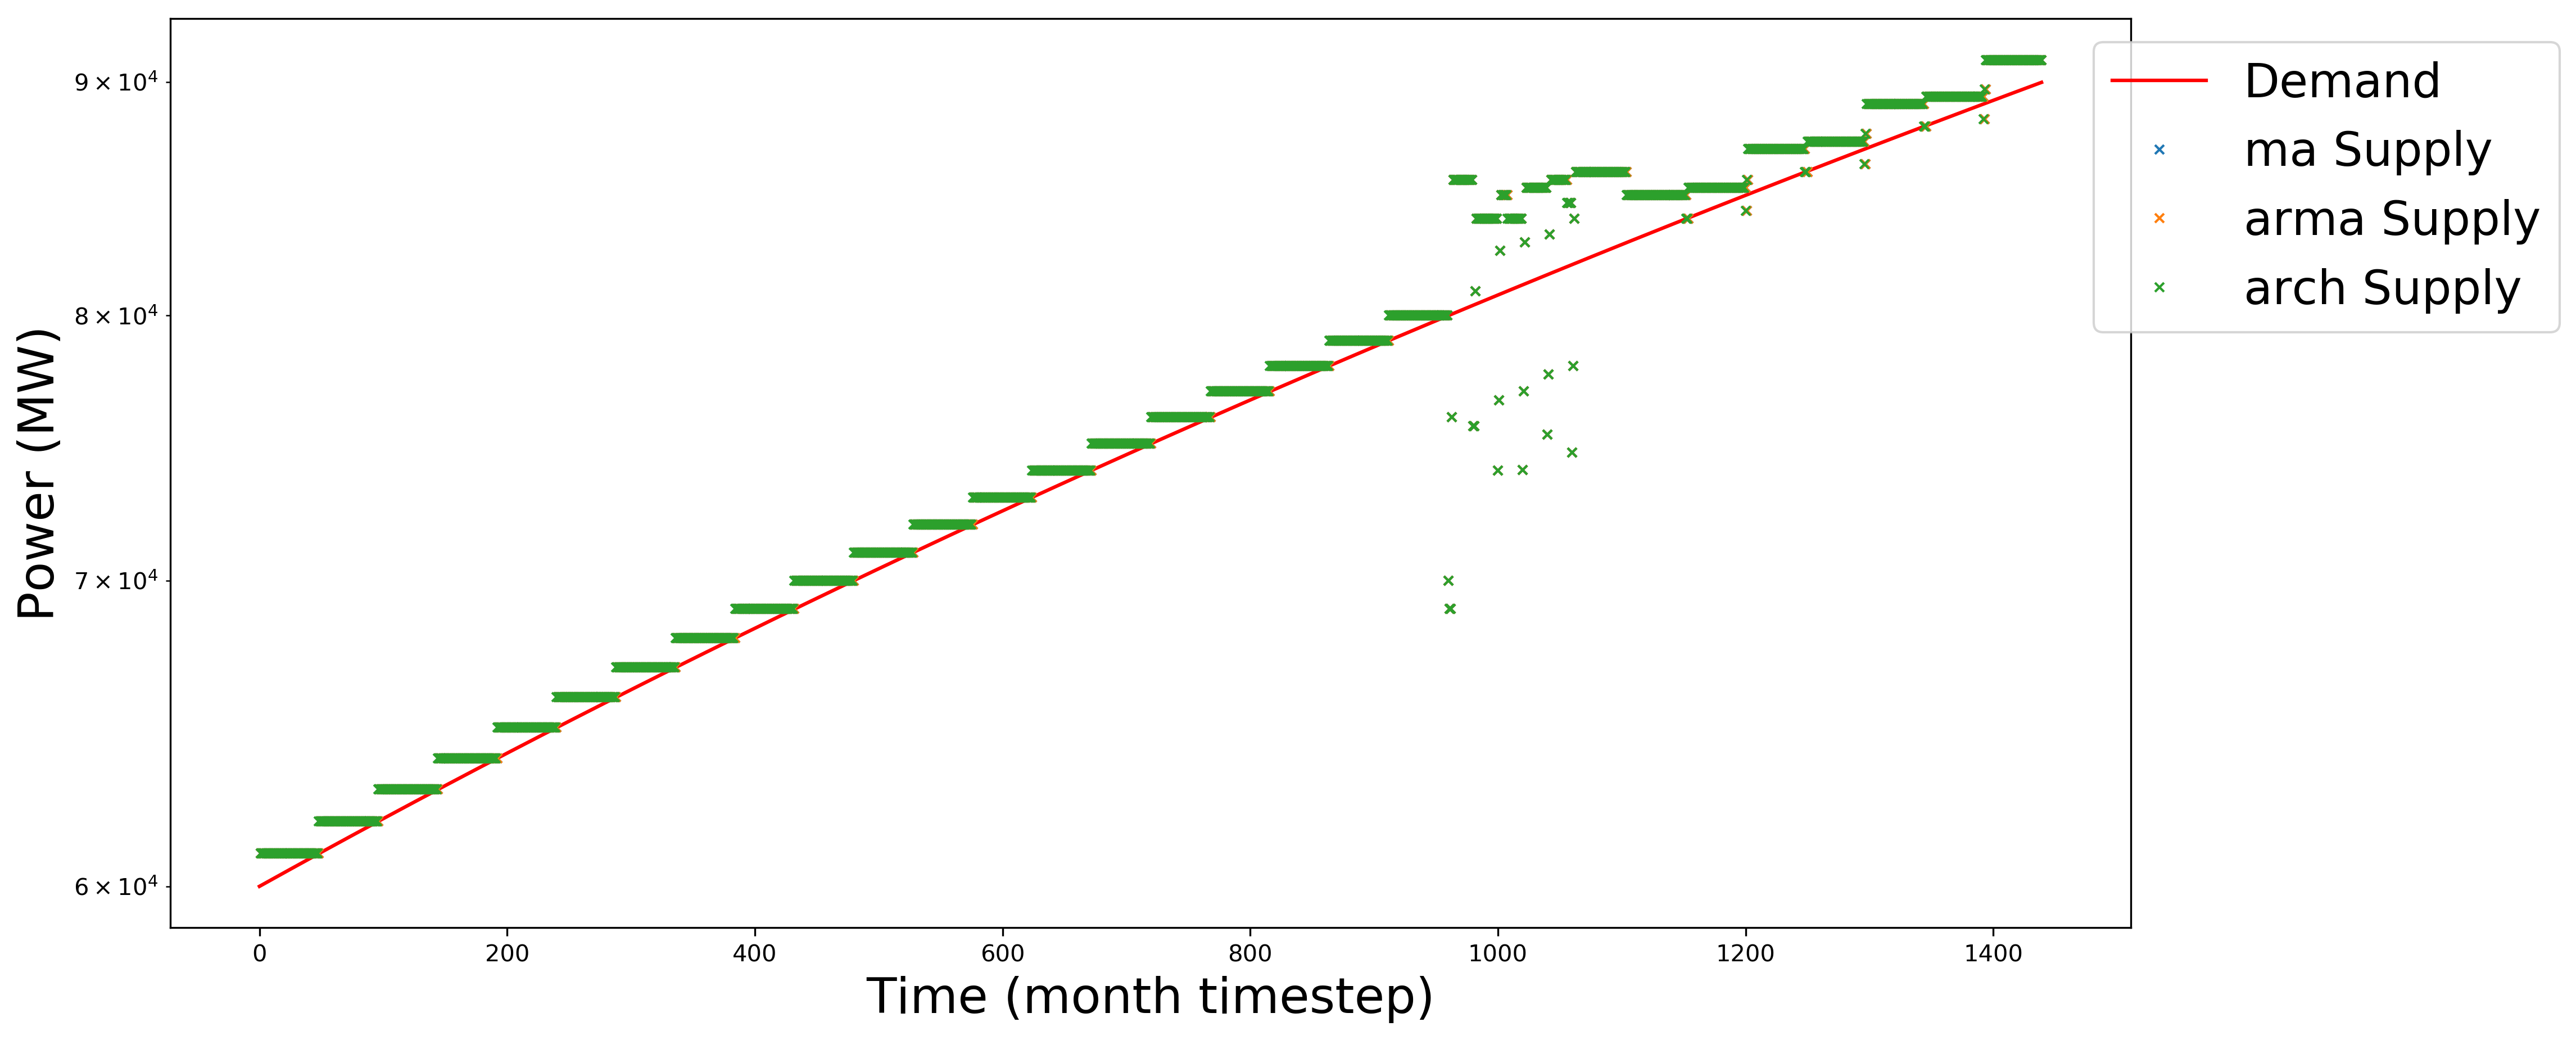 9 × 10⁴
8 × 10⁴
7 × 10⁴
6 × 10⁴
Power (MW)
0 200 400 600 800 1000 1200 1400
Time (month timestep)
Demand
ma Supply
arma Supply
arch Supply